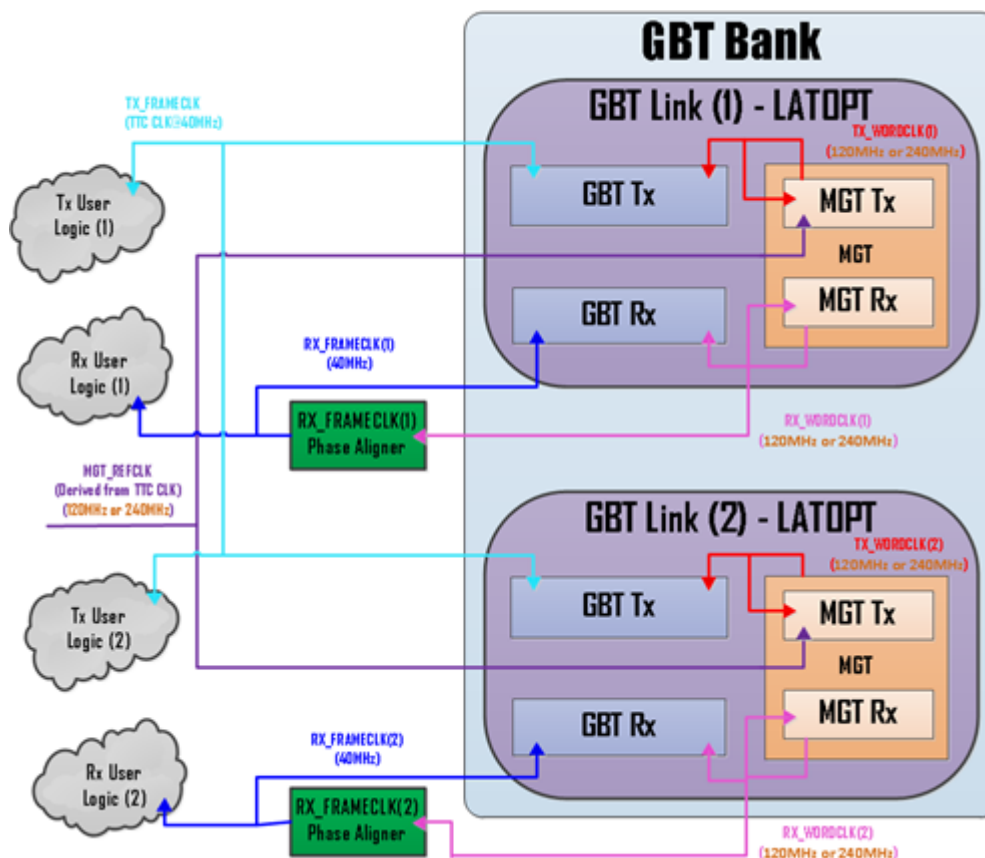 GBT Bank
GBT Link (1) - LATOPT
TX_FRAMECLK
(TTC CLK@40MHz)
TX_WORDCLK(1)
(120MHz or 240MHz)
Tx User
Logic (1)
GBT Tx
MGT Tx
MGT
GBT Rx
MGT Rx
Rx User
Logic (1)
RX_FRAMECLK(1)
(40MHz)
RX_FRAMECLK(1)
Phase Aligner
RX_WORDCLK(1)
(120MHz or 240MHz)
MGT_REFCLK
(Derived from TTC CLK)
(120MHz or 240MHz)
GBT Link (2) - LATOPT
TX_WORDCLK(2)
(120MHz or 240MHz)
Tx User
Logic (2)
GBT Tx
MGT Tx
MGT
GBT Rx
MGT Rx
Rx User
Logic (2)
RX_FRAMECLK(2)
(40MHz)
RX_FRAMECLK(2)
Phase Aligner
RX_WORDCLK(2)
(120MHz or 240MHz)